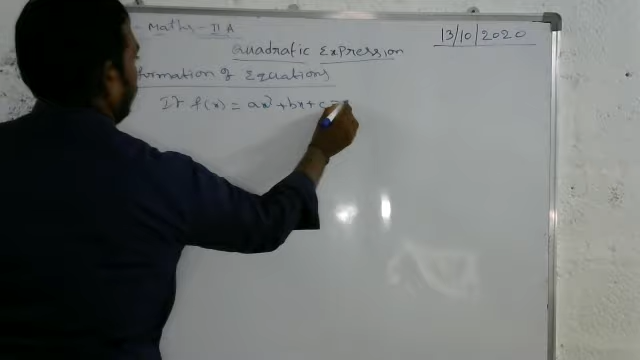 Maths - II A
13/10/2020
Quadratic Expression
formation of Equations
If f(x) = ax² + bx + c =